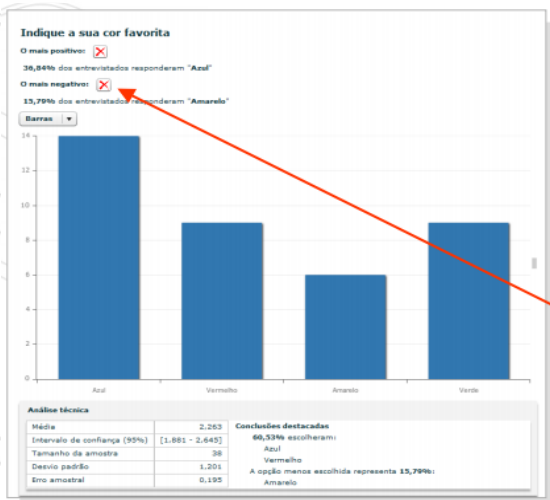 Indique a sua cor favorita
O mais positivo:
36,84% dos entrevistados responderam "Azul"
O mais negativo:
15,79% dos entrevistados responderam "Amarelo"
Barras
14
12
10
8
6
4
2
0
Azul Vermelho Amarelo Verde
Análise técnica
Média 2,263
Intervalo de confiança (95%) [1.881 - 2.645]
Tamanho da amostra 38
Desvio padrão 1.201
Erro amostral 0,195
Conclusões destacadas
60,53% escolheram:
Azul
Vermelho
A opção menos escolhida representa 15,79%:
Amarelo